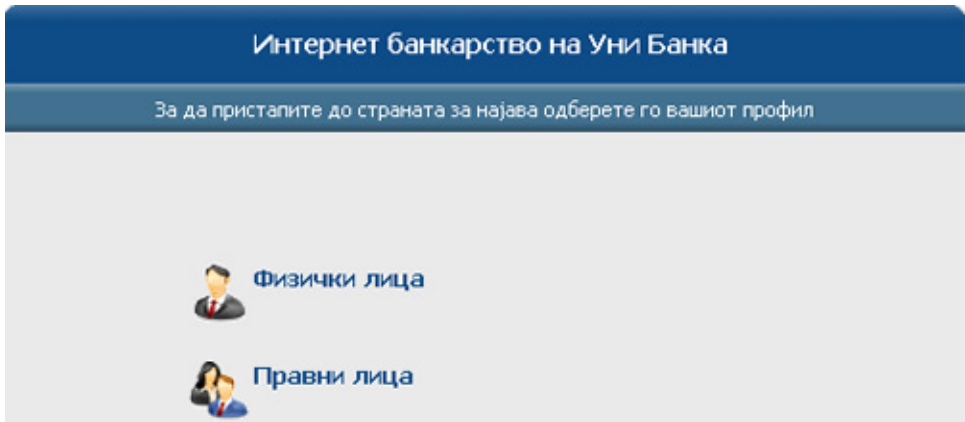 Интернет банкарство на Уни Банка
За да пристапите до страната за најава одберете го вашиот профил
Физички лица
Правни лица